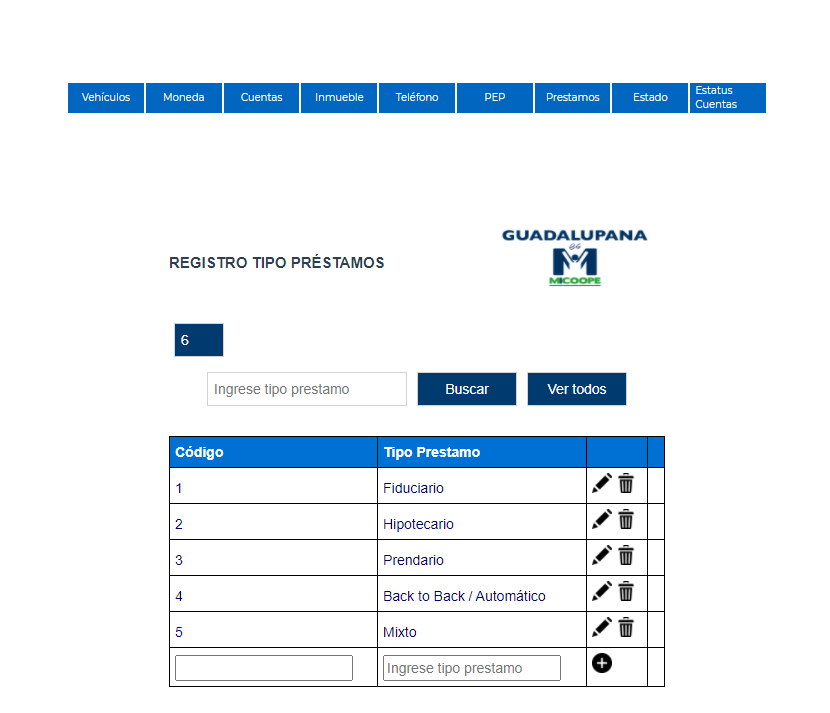 Vehículos Moneda Cuentas Inmueble Teléfono PEP Prestamos Estado Estatus Cuentas
GUADALUPANA
MICOOPE
REGISTRO TIPO PRÉSTAMOS
6
Ingrese tipo prestamo Buscar Ver todos
Código Tipo Prestamo
1 Fiduciario
2 Hipotecario
3 Prendario
4 Back to Back / Automático
5 Mixto
Ingrese tipo prestamo